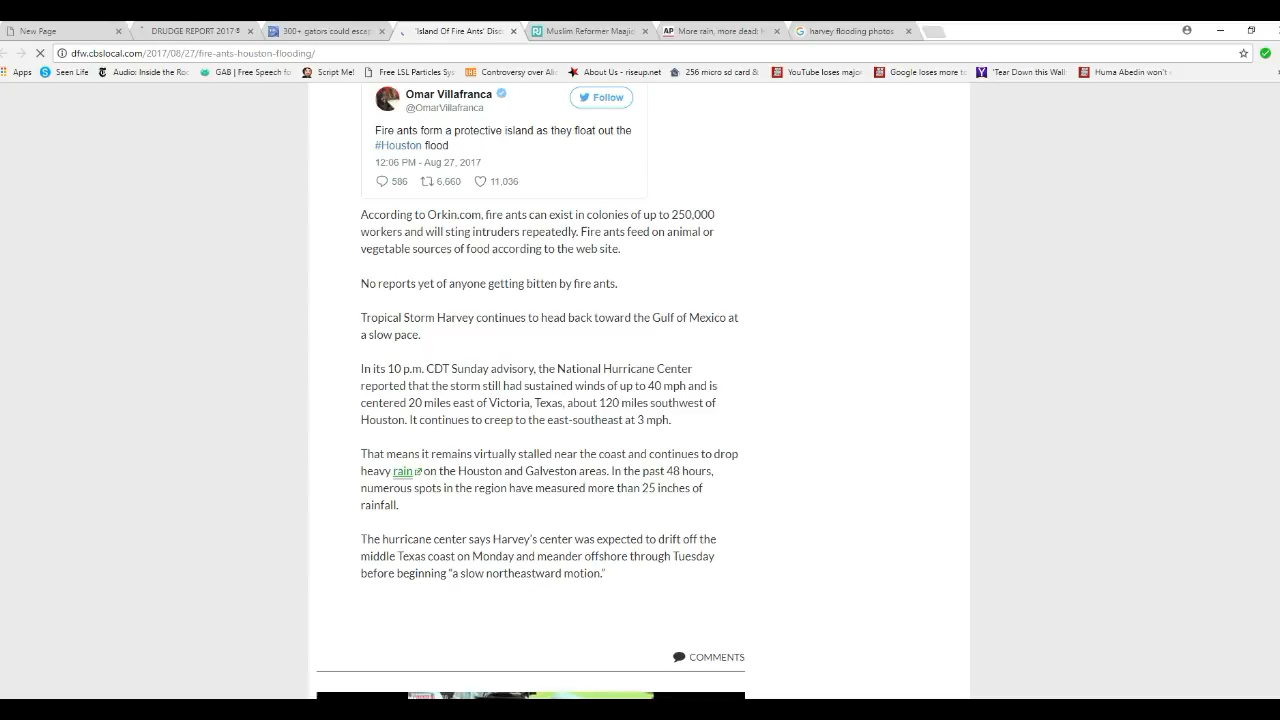 New Page
DRUDGE REPORT 2017 ®
300+ gators could escap
'Island Of Fire Ants' Disc
Muslim Reformer Maajid
AP More rain, more dead: H
harvey flooding photos
dfw.cbslocal.com/2017/08/27/fire-ants-houston-flooding/
Apps
Seen Life
Audio: Inside the Ro
GAB | Free Speech fo
Script Me!
Free LSL Particles Sy
Controversy over Ali
About Us - riseup.net
256 micro sd card &
YouTube loses majo
Google loses more t
'Tear Down this Wall
Huma Abedin won't
Omar Villafranca
@OmarVillafranca
Follow
Fire ants form a protective island as they float out the
#Houston flood
12:06 PM - Aug 27, 2017
586 6,660 11,036
According to Orkin.com, fire ants can exist in colonies of up to 250,000
workers and will sting intruders repeatedly. Fire ants feed on animal or
vegetable sources of food according to the web site.
No reports yet of anyone getting bitten by fire ants.
Tropical Storm Harvey continues to head back toward the Gulf of Mexico at
a slow pace.
In its 10 p.m. CDT Sunday advisory, the National Hurricane Center
reported that the storm still had sustained winds of up to 40 mph and is
centered 20 miles east of Victoria, Texas, about 120 miles southwest of
Houston. It continues to creep to the east-southeast at 3 mph.
That means it remains virtually stalled near the coast and continues to drop
heavy rain on the Houston and Galveston areas. In the past 48 hours,
numerous spots in the region have measured more than 25 inches of
rainfall.
The hurricane center says Harvey's center was expected to drift off the
middle Texas coast on Monday and meander offshore through Tuesday
before beginning “a slow northeastward motion.”
COMMENTS